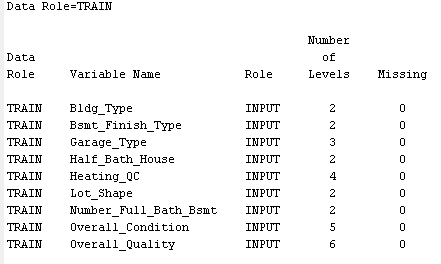 Data Role=TRAIN
Number
Data of
Role Variable Name Role Levels Missing
TRAIN Bldg_Type INPUT 2 0
TRAIN Bsmt_Finish_Type INPUT 2 0
TRAIN Garage_Type INPUT 3 0
TRAIN Half_Bath_House INPUT 2 0
TRAIN Heating_QC INPUT 4 0
TRAIN Lot_Shape INPUT 2 0
TRAIN Number_Full_Bath_Bsmt INPUT 2 0
TRAIN Overall_Condition INPUT 5 0
TRAIN Overall_Quality INPUT 6 0